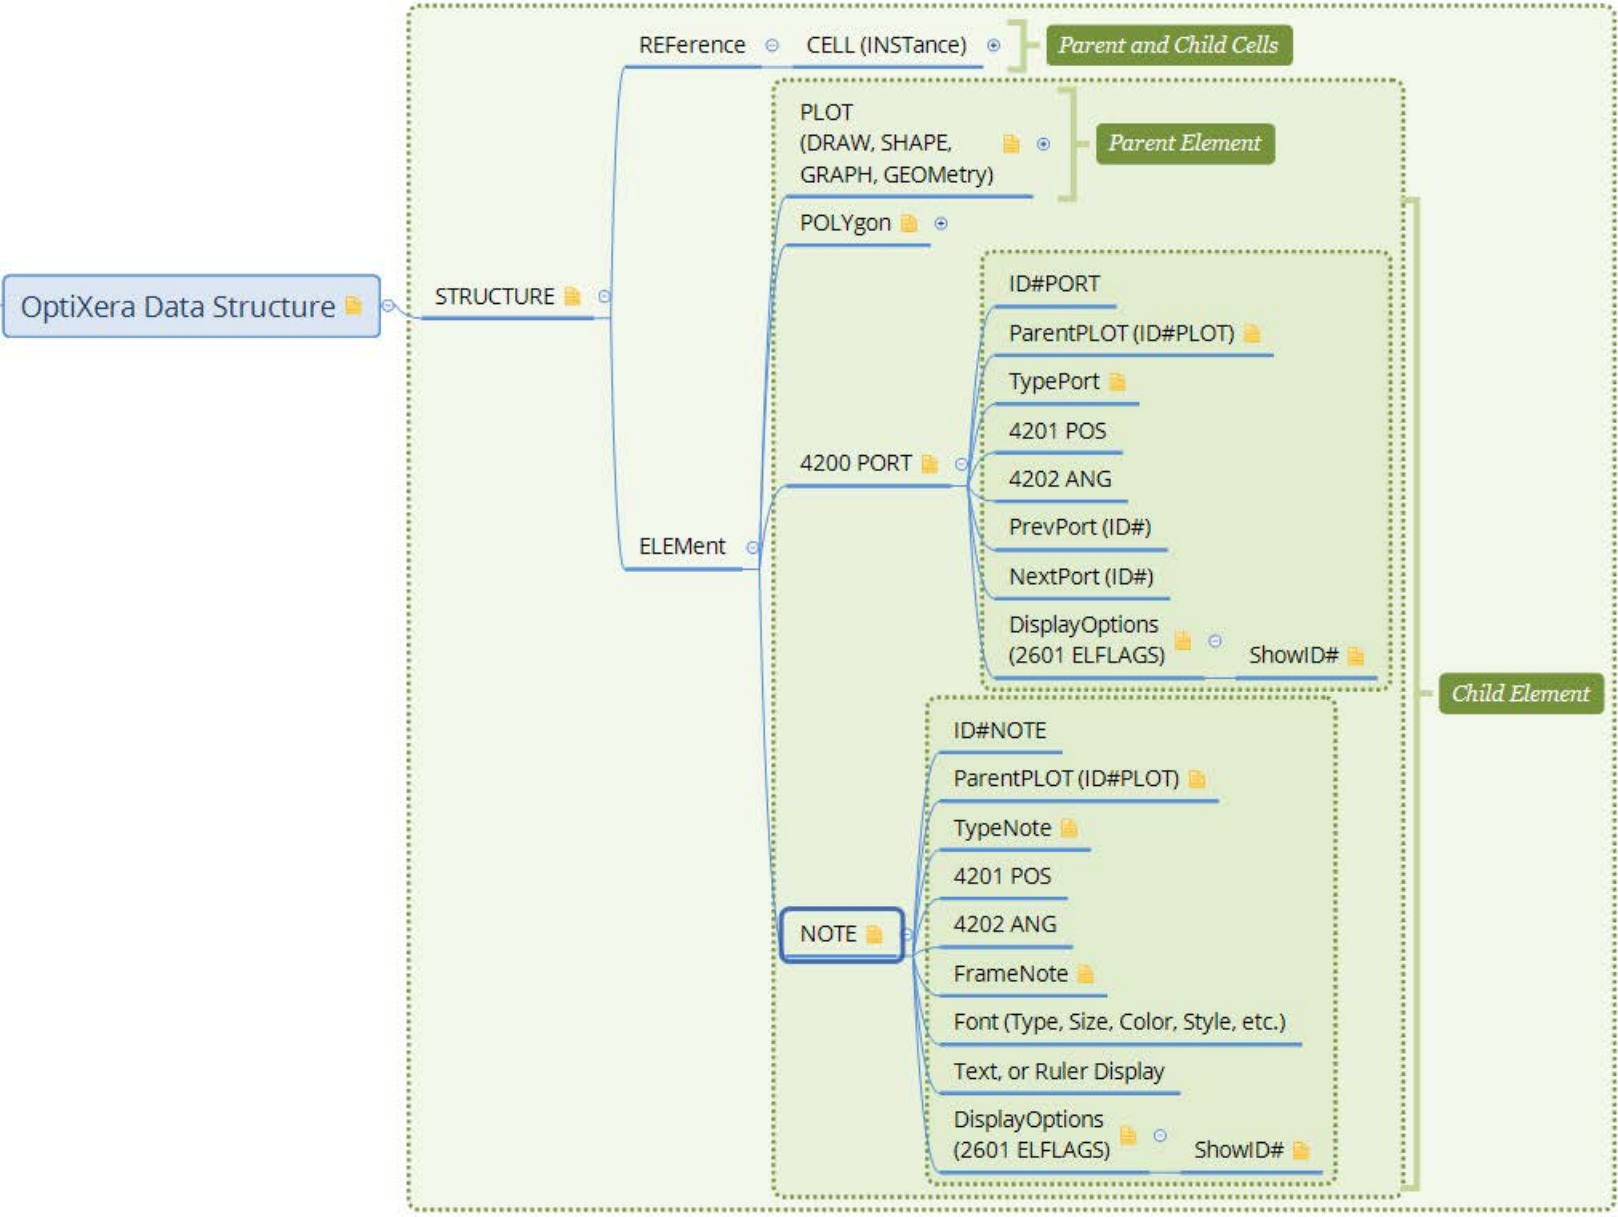 OptiXera Data Structure
STRUCTURE
REFerence
CELL (INSTance)
Parent and Child Cells
ELEMent
PLOT
(DRAW, SHAPE,
GRAPH, GEOMetry)
Parent Element
POLYgon
4200 PORT
ID#PORT
ParentPLOT (ID#PLOT)
TypePort
4201 POS
4202 ANG
PrevPort (ID#)
NextPort (ID#)
DisplayOptions
(2601 ELFLAGS)
ShowID#
Child Element
NOTE
ID#NOTE
ParentPLOT (ID#PLOT)
TypeNote
4201 POS
4202 ANG
FrameNote
Font (Type, Size, Color, Style, etc.)
Text, or Ruler Display
DisplayOptions
(2601 ELFLAGS)
ShowID#